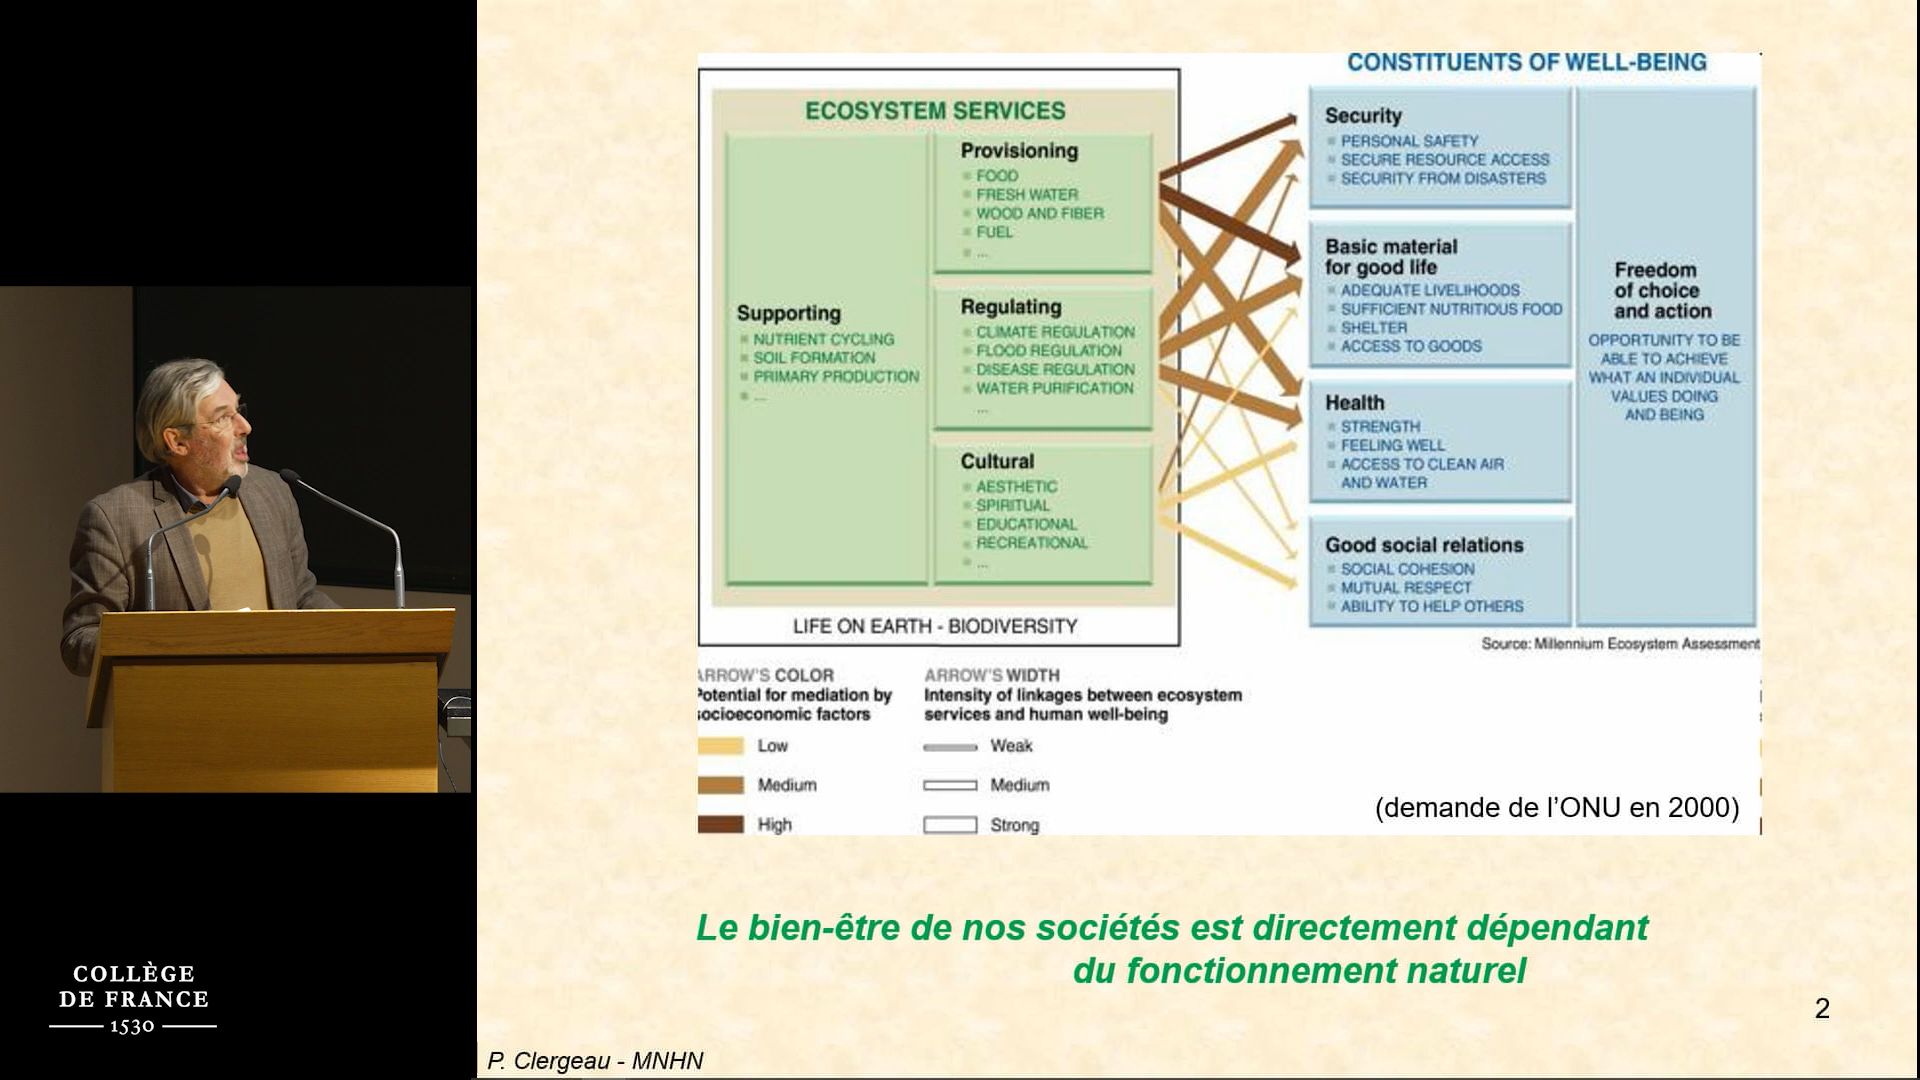 CONSTITUENTS OF WELL-BEING
ECOSYSTEM SERVICES
Supporting
NUTRIENT CYCLING
SOIL FORMATION
PRIMARY PRODUCTION
...
Provisioning
FOOD
FRESH WATER
WOOD AND FIBER
FUEL
...
Regulating
CLIMATE REGULATION
FLOOD REGULATION
DISEASE REGULATION
WATER PURIFICATION
...
Cultural
AESTHETIC
SPIRITUAL
EDUCATIONAL
RECREATIONAL
...
LIFE ON EARTH - BIODIVERSITY
Security
PERSONAL SAFETY
SECURE RESOURCE ACCESS
SECURITY FROM DISASTERS
Basic material
for good life
ADEQUATE LIVELIHOODS
SUFFICIENT NUTRITIOUS FOOD
SHELTER
ACCESS TO GOODS
Health
STRENGTH
FEELING WELL
ACCESS TO CLEAN AIR
AND WATER
Good social relations
SOCIAL COHESION
MUTUAL RESPECT
ABILITY TO HELP OTHERS
Freedom
of choice
and action
OPPORTUNITY TO BE
ABLE TO ACHIEVE
WHAT AN INDIVIDUAL
VALUES DOING
AND BEING
Source: Millennium Ecosystem Assessment
ARROW'S COLOR
Potential for mediation by
socioeconomic factors
Low
Medium
High
ARROW'S WIDTH
Intensity of linkages between ecosystem
services and human well-being
Weak
Medium
Strong
(demande de l'ONU en 2000)
Le bien-être de nos sociétés est directement dépendant
du fonctionnement naturel
2
P. Clergeau - MNHN
COLLÈGE
DE FRANCE
1530